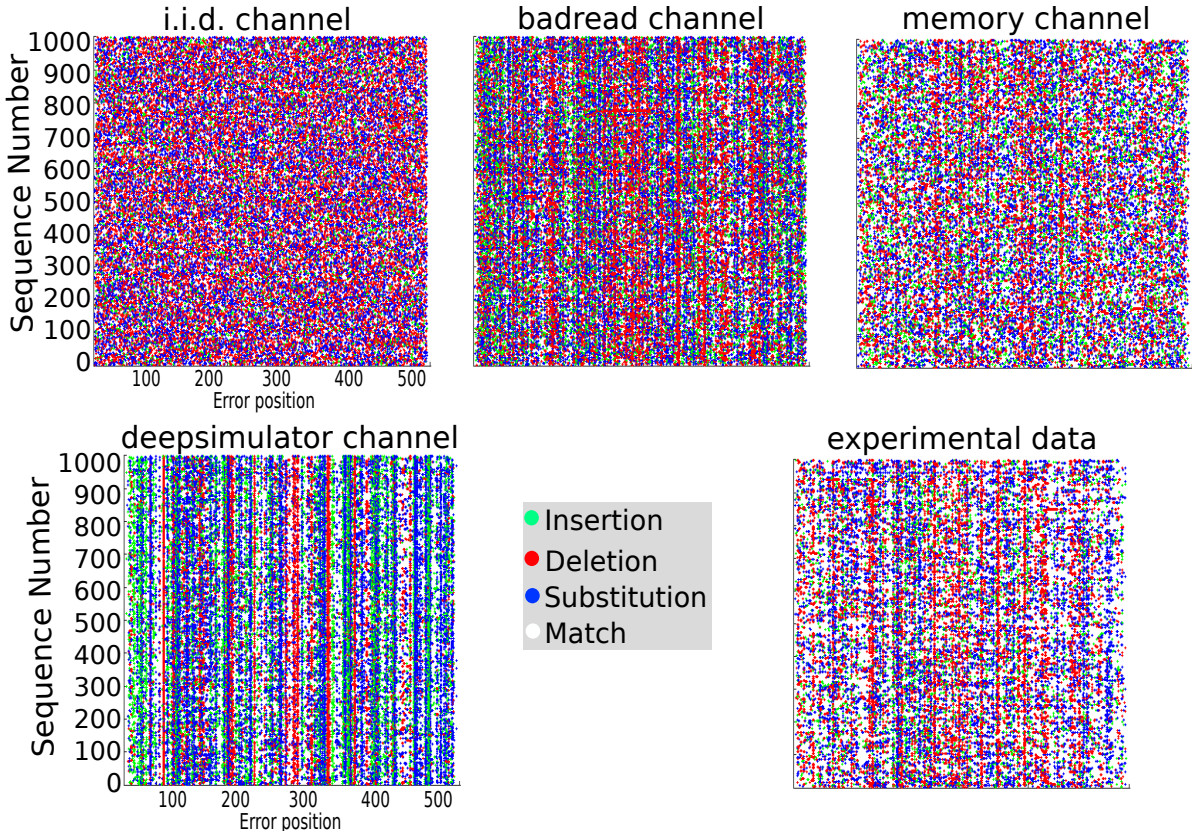 i.i.d. channel
badread channel
memory channel
Sequence Number
1000
900
800
700
600
500
400
300
200
100
0
100 200 300 400 500
Error position
deepsimulator channel
experimental data
Sequence Number
1000
900
800
700
600
500
400
300
200
100
0
100 200 300 400 500
Error position
Insertion
Deletion
Substitution
Match